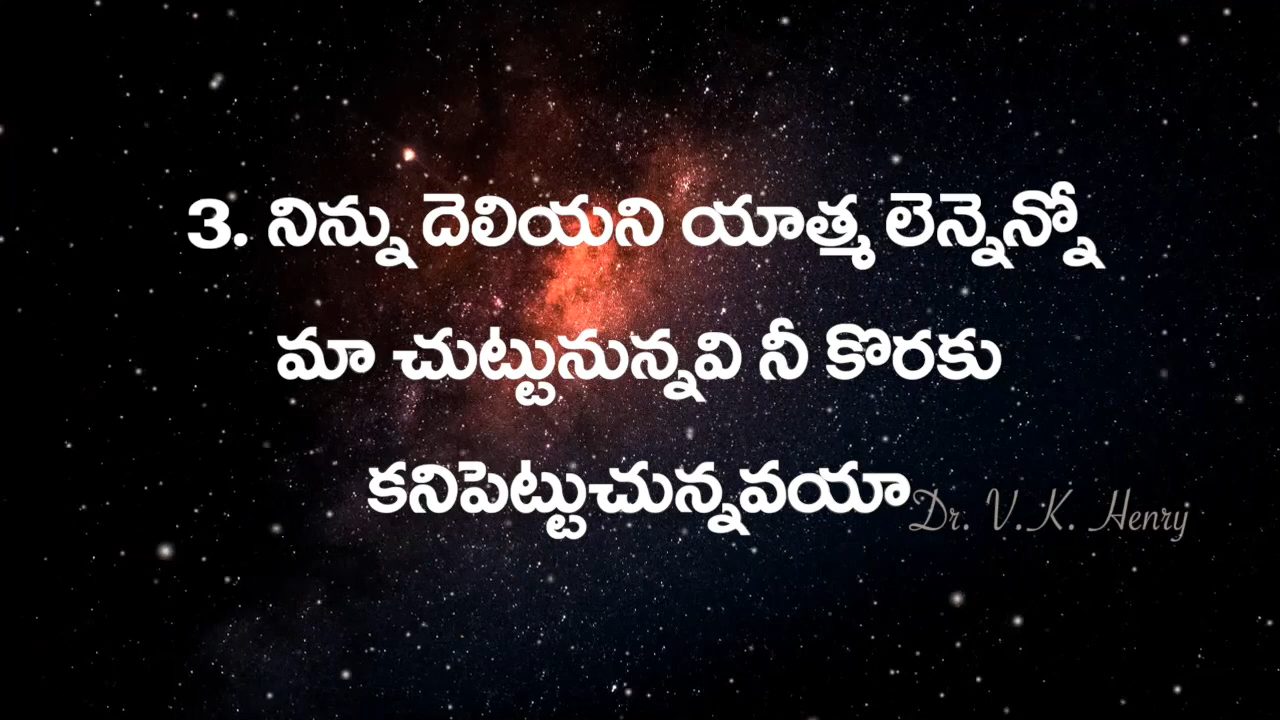 3. నిన్ను దెలియని యాత్మ లెన్నెన్నో
మా చుట్టునున్నవి నీ కొరకు
కనిపెట్టుచున్నవయా
Dr. V.K. Henry